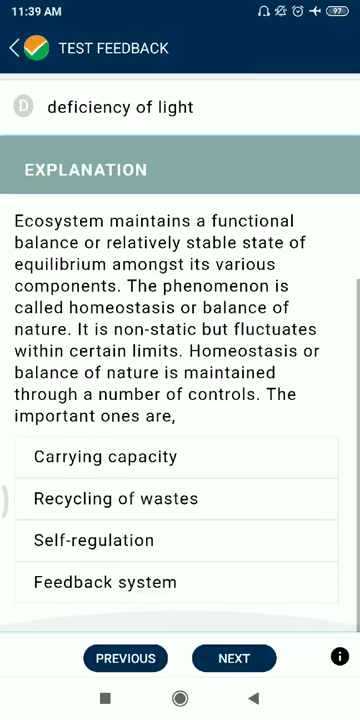 11:39 AM
97
TEST FEEDBACK
D deficiency of light
EXPLANATION
Ecosystem maintains a functional
balance or relatively stable state of
equilibrium amongst its various
components. The phenomenon is
called homeostasis or balance of
nature. It is non-static but fluctuates
within certain limits. Homeostasis or
balance of nature is maintained
through a number of controls. The
important ones are,
Carrying capacity
Recycling of wastes
Self-regulation
Feedback system
PREVIOUS
NEXT